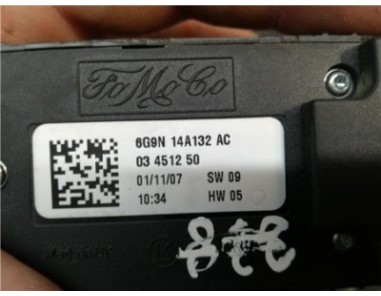 FoMoCo
6G9N 14A132 AC
03 4512 50
01/11/07 SW 09
10:34 HW 05